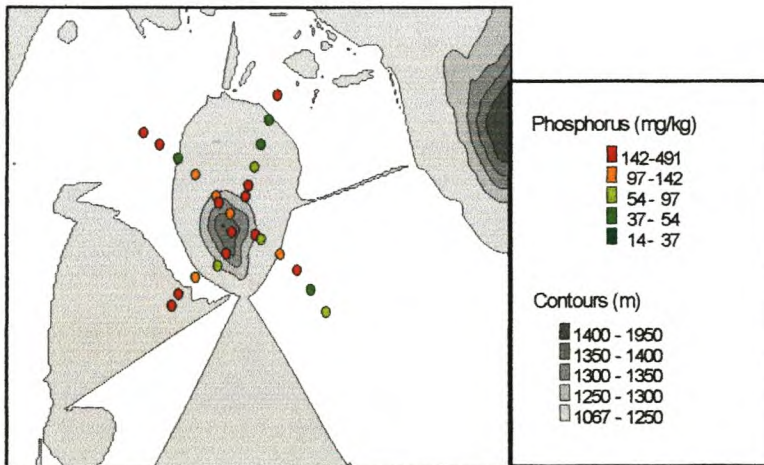 Phosphorus (mg/kg)
142-491
97-142
54-97
37-54
14-37
Contours (m)
1400 - 1950
1350 - 1400
1300 - 1350
1250 - 1300
1067 - 1250